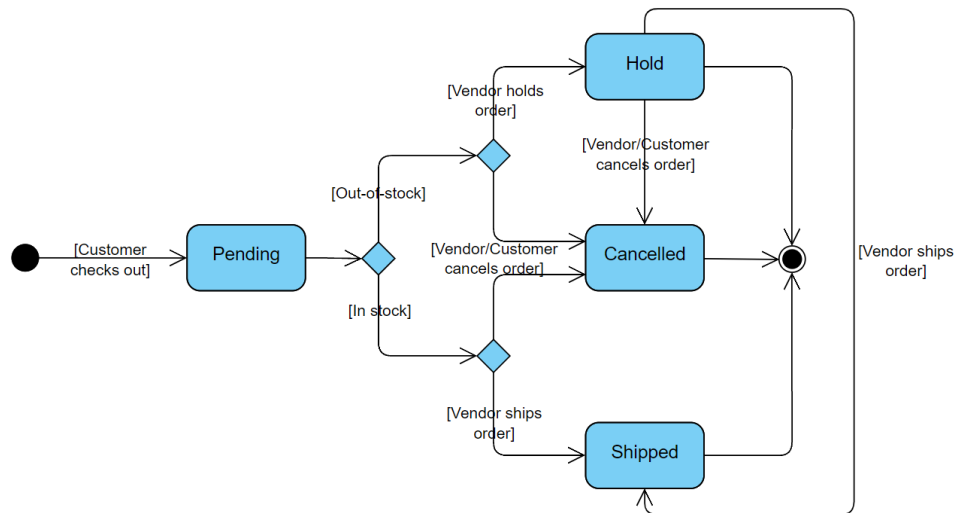 Hold
[Vendor holds
order]
[Vendor/Customer
cancels order]
[Out-of-stock]
[Customer
checks out]
Pending
[Vendor/Customer
cancels order]
Cancelled
[Vendor ships
order]
[In stock]
[Vendor ships
order]
Shipped